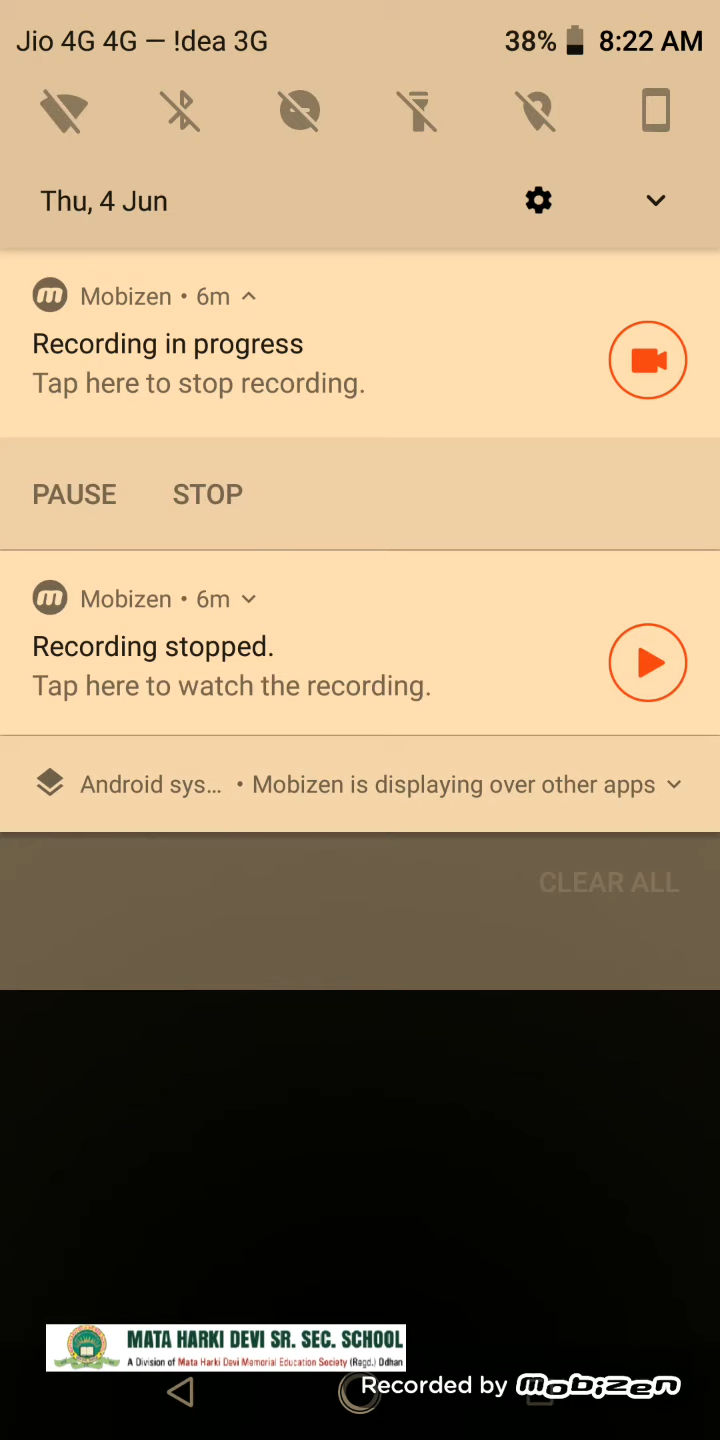 Jio 4G 4G — !dea 3G 38% 8:22 AM
Thu, 4 Jun
Mobizen • 6m
Recording in progress
Tap here to stop recording.
PAUSE STOP
Mobizen • 6m
Recording stopped.
Tap here to watch the recording.
Android sys... • Mobizen is displaying over other apps
CLEAR ALL
MATA HARKI DEVI SR. SEC. SCHOOL
A Division of Mata Harki Devi Memorial Education Society (Regd.) Odhan
Recorded by mobizen